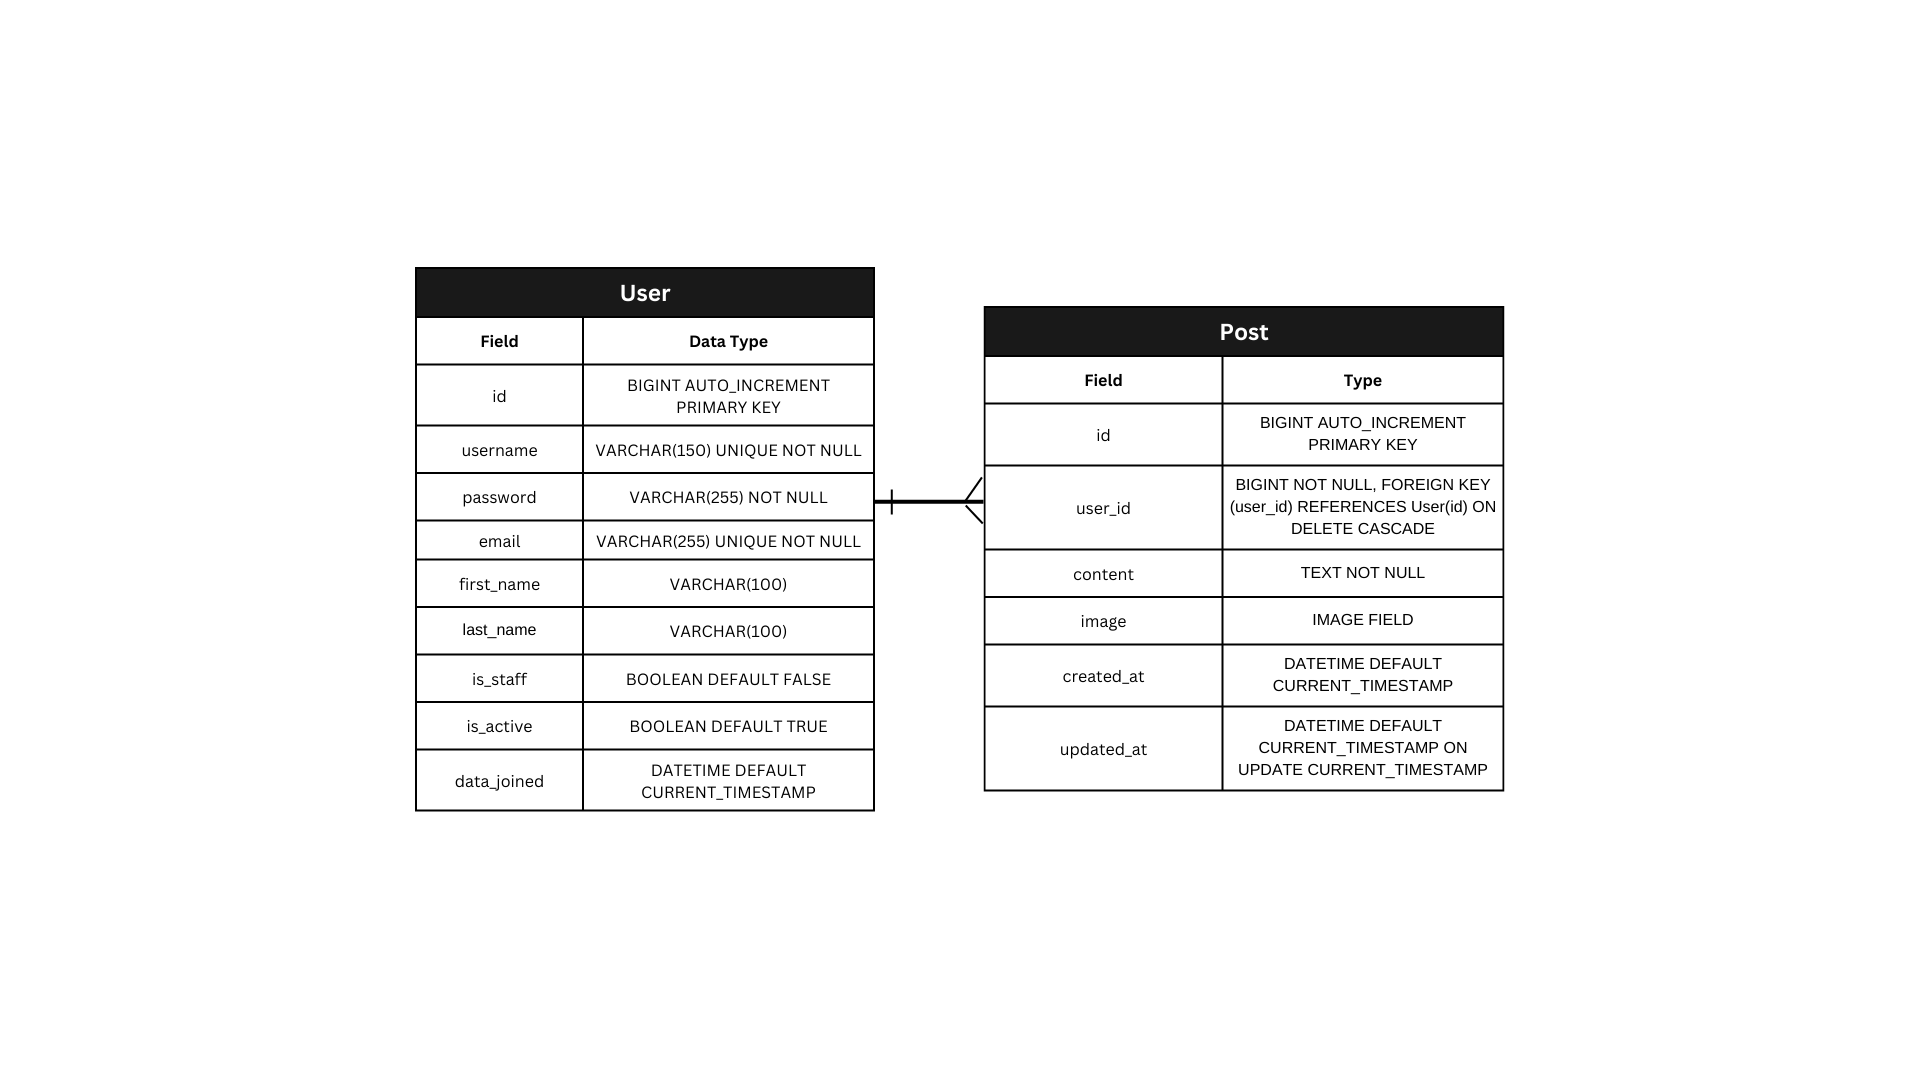 User
Field
Data Type
id
BIGINT AUTO_INCREMENT
PRIMARY KEY
username
VARCHAR(150) UNIQUE NOT NULL
password
VARCHAR(255) NOT NULL
email
VARCHAR(255) UNIQUE NOT NULL
first_name
VARCHAR(100)
last_name
VARCHAR(100)
is_staff
BOOLEAN DEFAULT FALSE
is_active
BOOLEAN DEFAULT TRUE
data_joined
DATETIME DEFAULT
CURRENT_TIMESTAMP
Post
Field
Type
id
BIGINT AUTO_INCREMENT
PRIMARY KEY
user_id
BIGINT NOT NULL, FOREIGN KEY
(user_id) REFERENCES User(id) ON
DELETE CASCADE
content
TEXT NOT NULL
image
IMAGE FIELD
created_at
DATETIME DEFAULT
CURRENT_TIMESTAMP
updated_at
DATETIME DEFAULT
CURRENT_TIMESTAMP ON
UPDATE CURRENT_TIMESTAMP